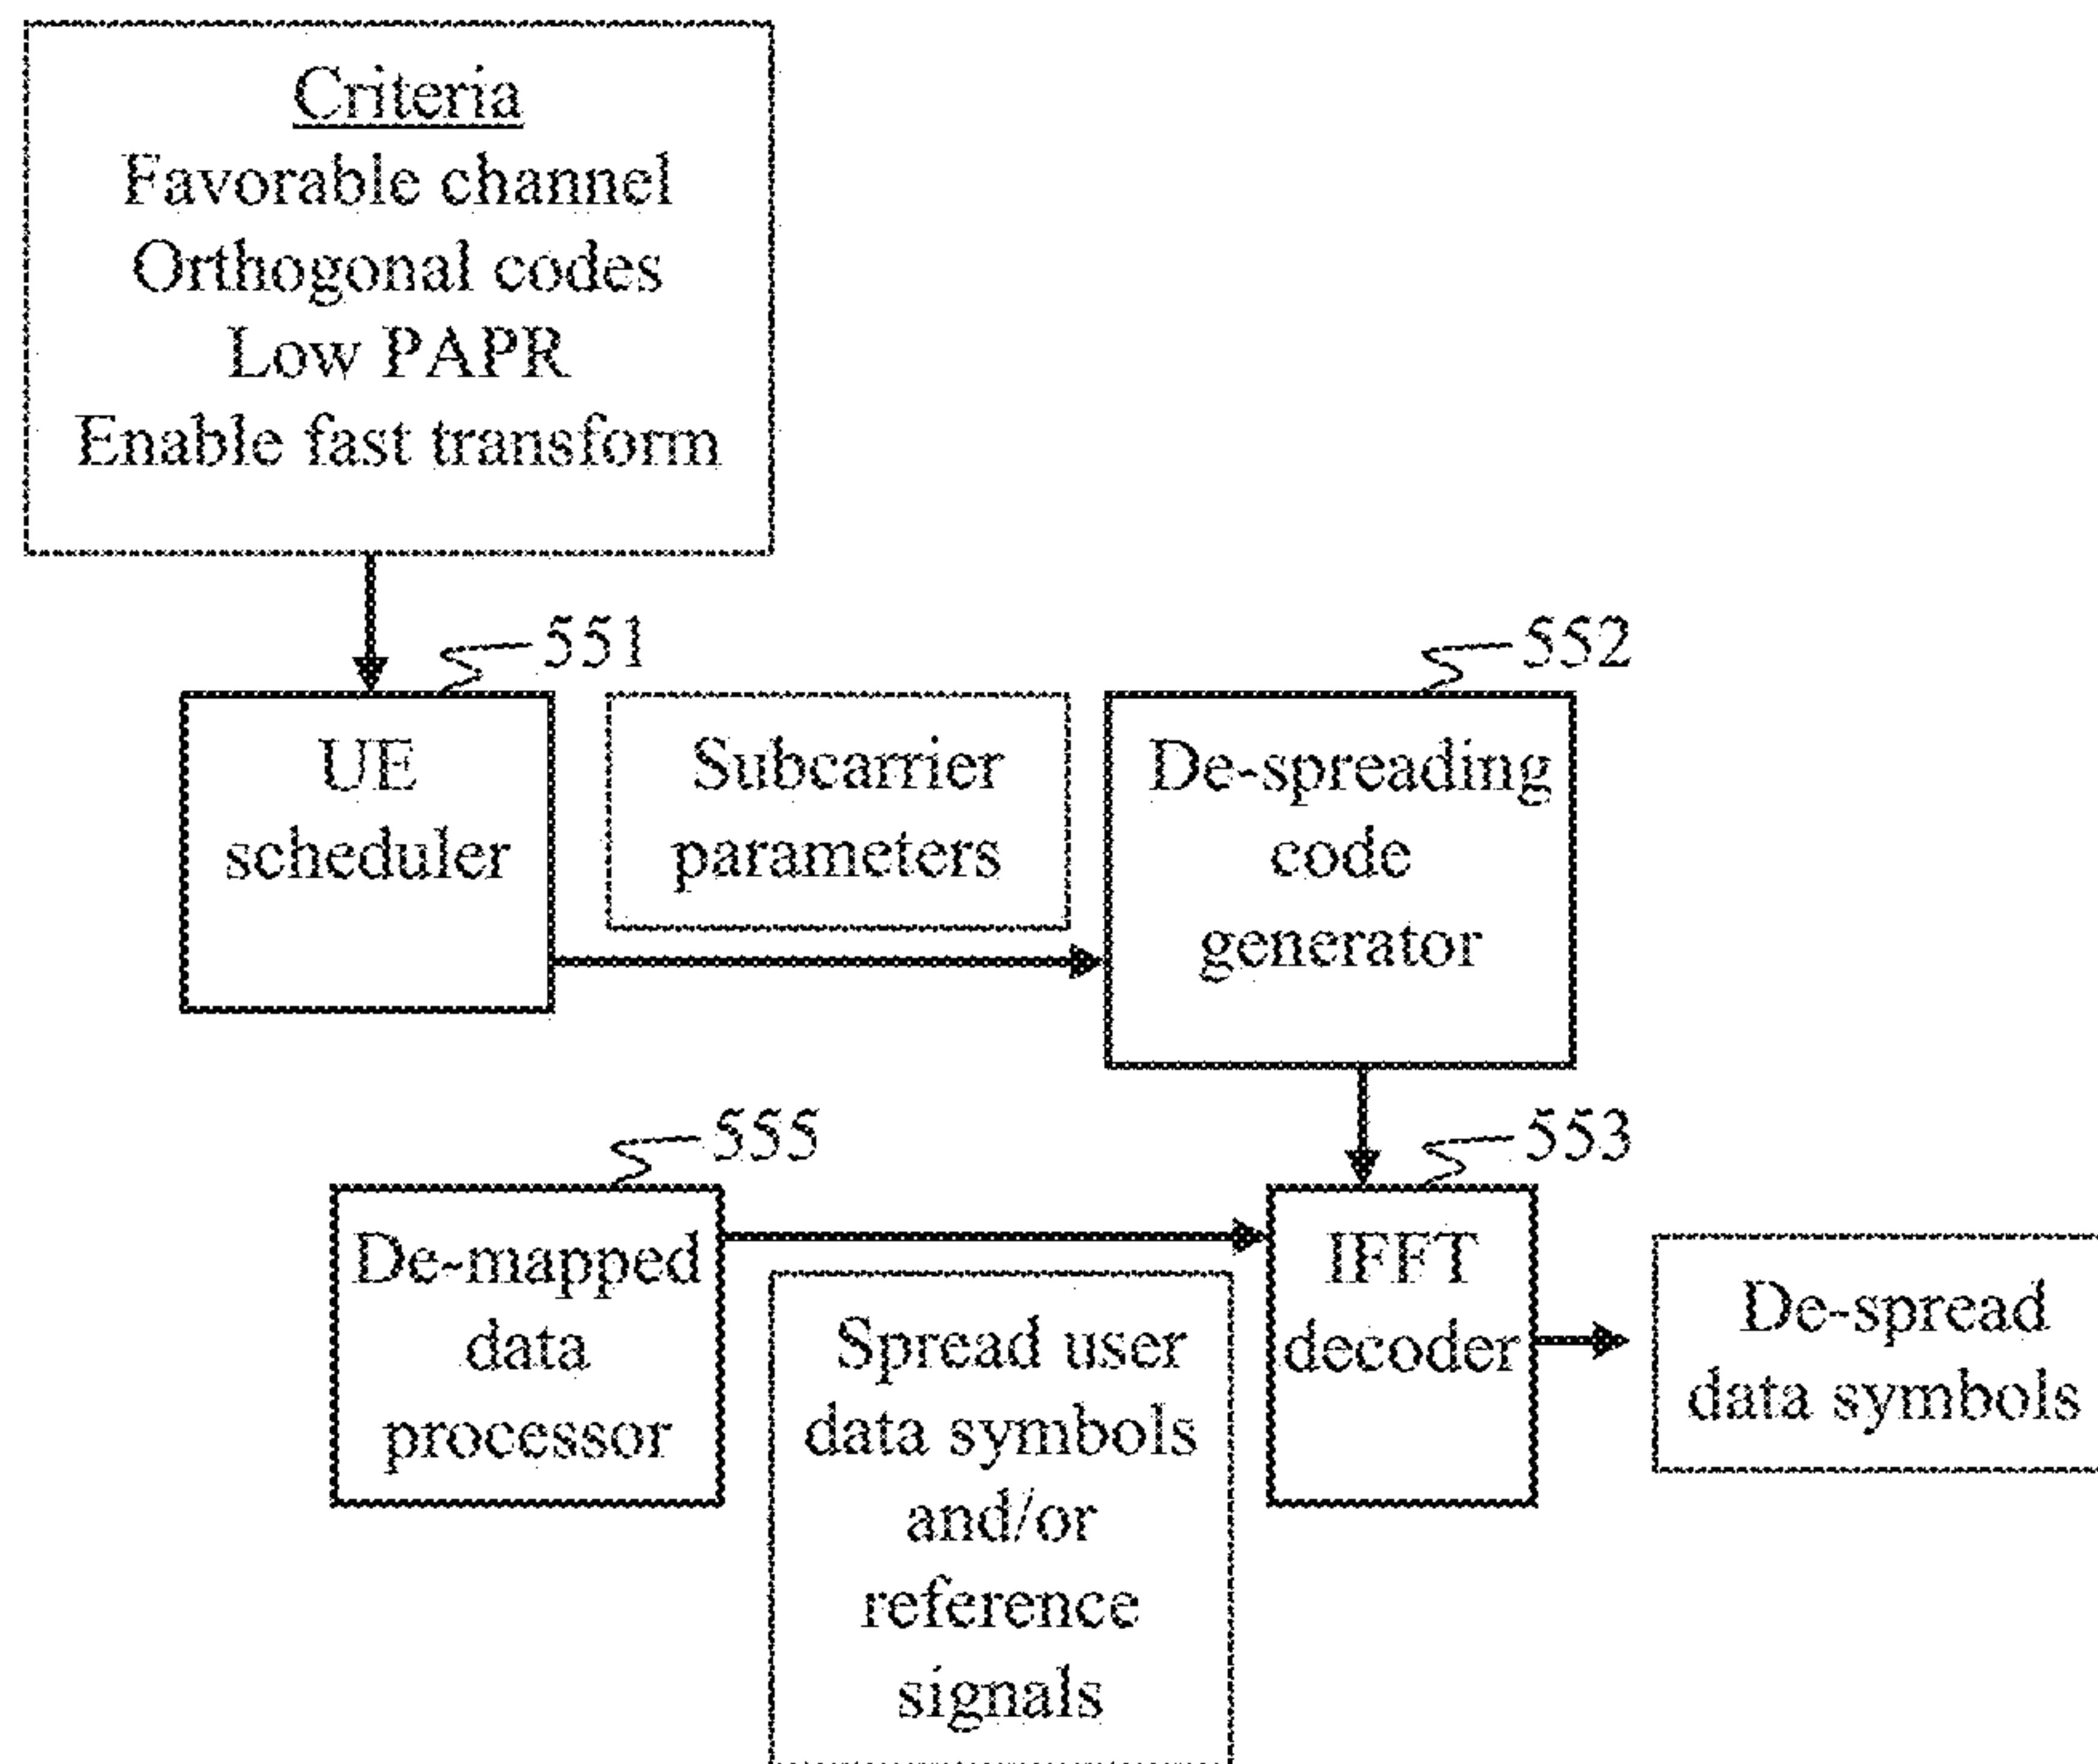 Criteria
Favorable channel
Orthogonal codes
Low PAPR
Enable fast transform
551
552
UE
scheduler
Subcarrier
parameters
De-spreading
code
generator
555
553
De-mapped
data
processor
Spread user
data symbols
and/or
reference
signals
IFFT
decoder
De-spread
data symbols